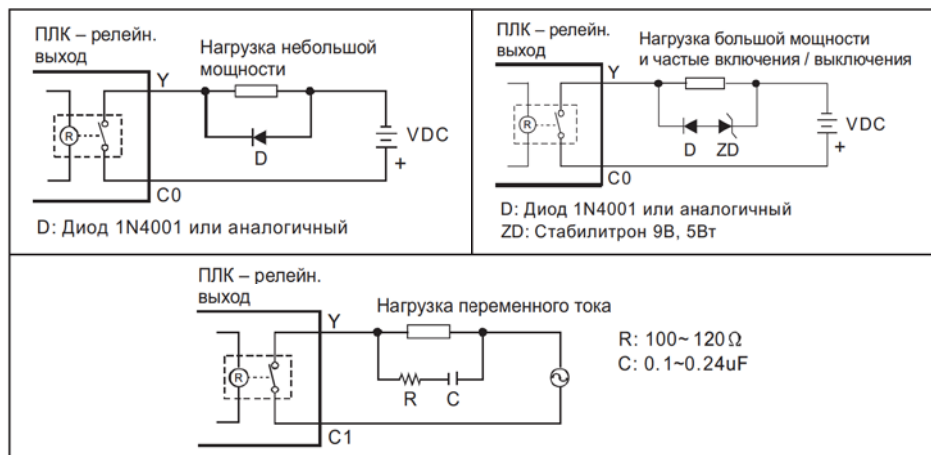 ПЛК – релейн.
выход
Нагрузка небольшой
мощности
Y
R
D
VDC
+
C0
D: Диод 1N4001 или аналогичный
ПЛК – релейн.
выход
Нагрузка большой мощности
и частые включения / выключения
Y
R
D ZD
VDC
+
C0
D: Диод 1N4001 или аналогичный
ZD: Стабилитрон 9В, 5Вт
ПЛК – релейн.
выход
Нагрузка переменного тока
Y
R
R C
C1
R: 100~120Ω
C: 0.1~0.24uF